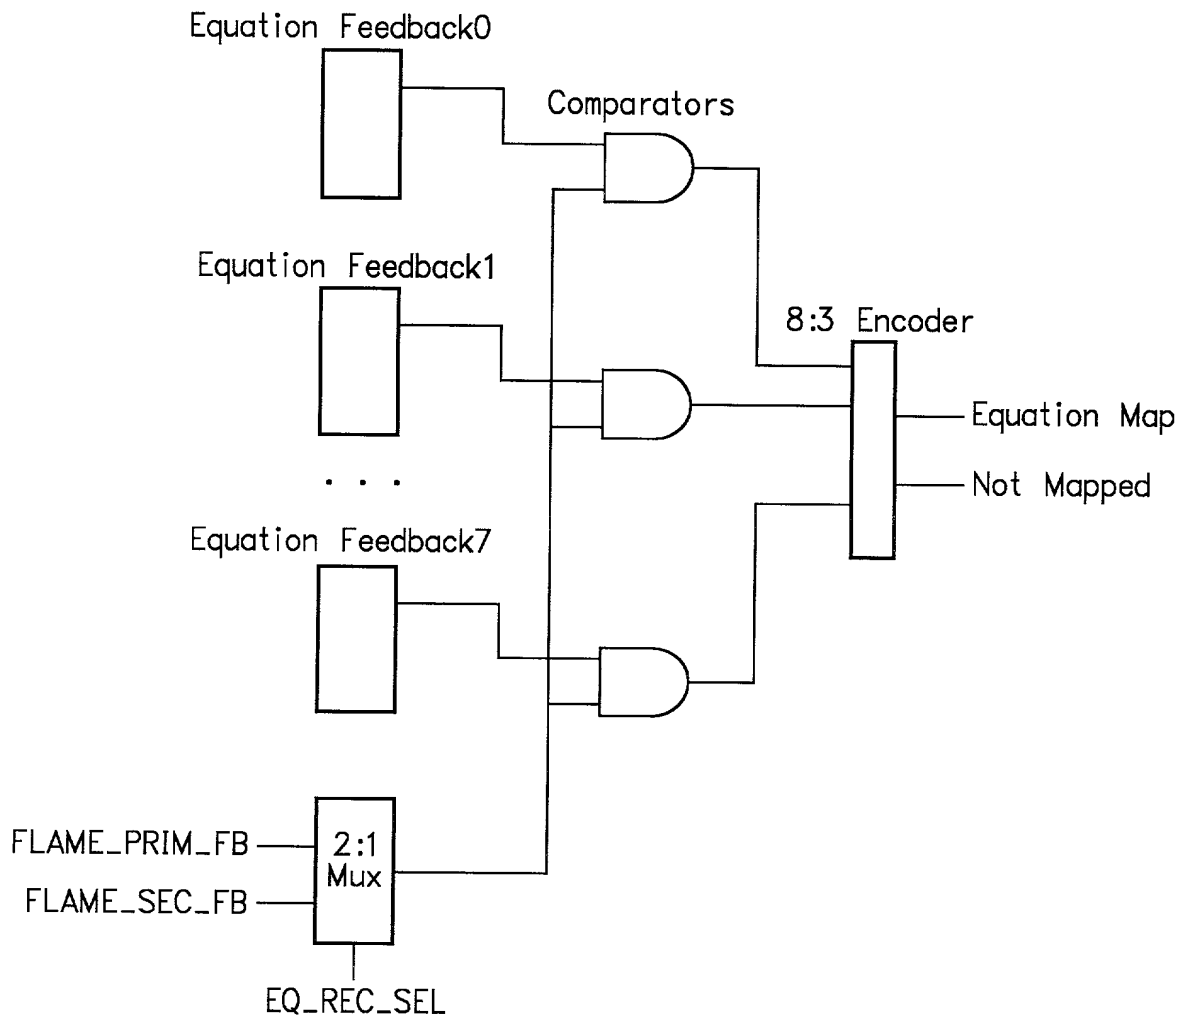 Equation Feedback0
Comparators
Equation Feedback1
8:3 Encoder
Equation Map
Not Mapped
. . .
Equation Feedback7
FLAME_PRIM_FB
2:1
Mux
FLAME_SEC_FB
EQ_REC_SEL